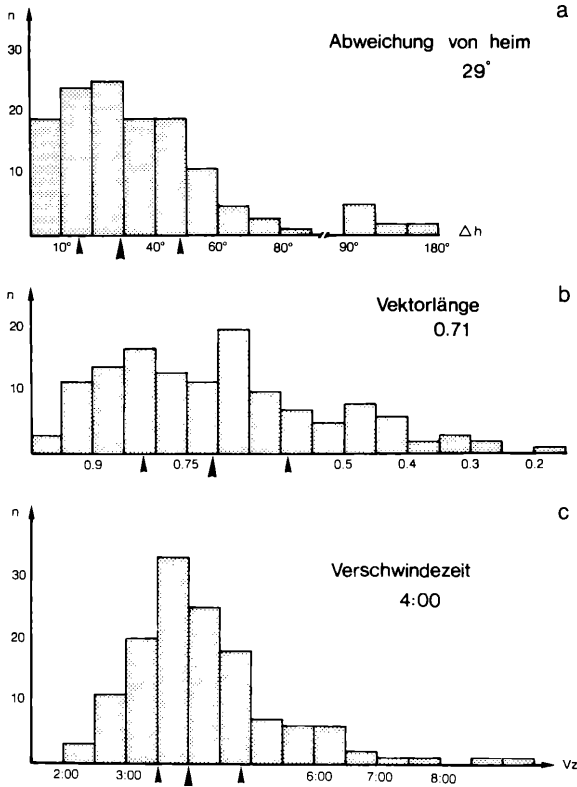 n
a
Abweichung von heim
29°
30
20
10
10° 40° 60° 80° 90° 180° Δh
n
b
Vektorlänge
0.71
20
10
0.9 0.75 0.5 0.4 0.3 0.2
n
c
Verschwindezeit
4:00
30
20
10
2:00 3:00 6:00 7:00 8:00 Vz